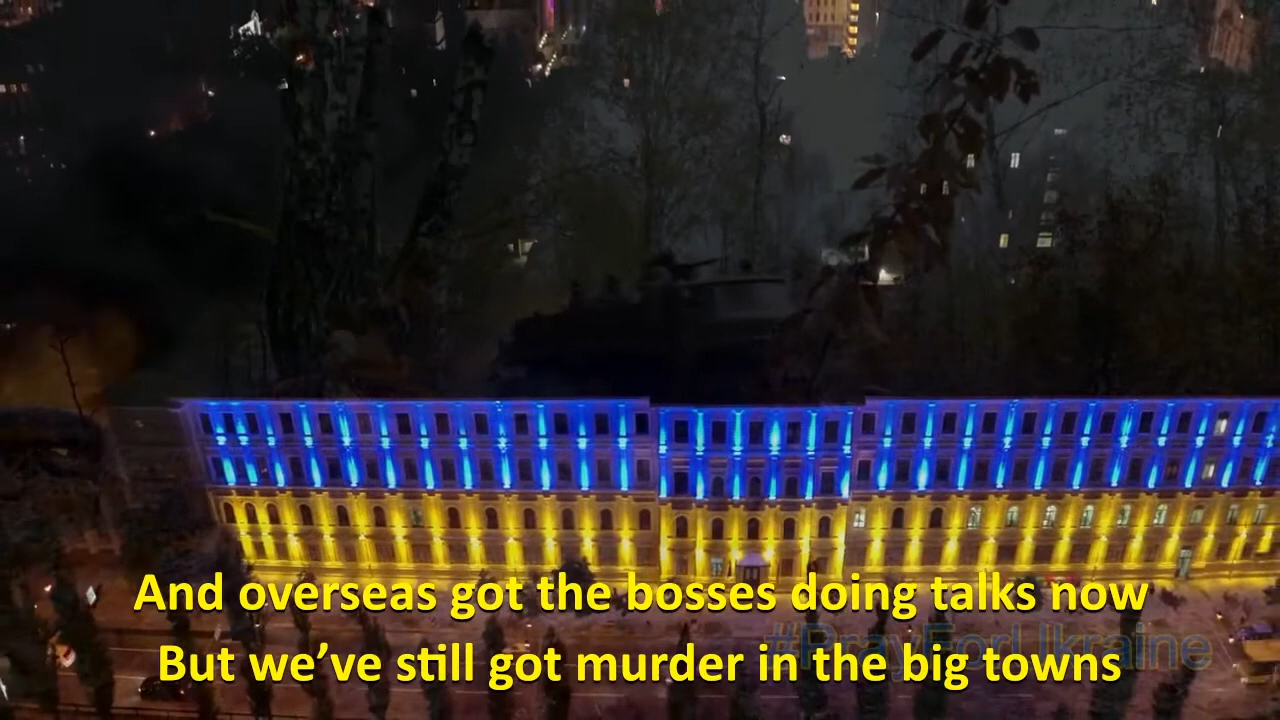 And overseas got the bosses doing talks now
But we’ve still got murder in the big towns
#PrayForUkraine